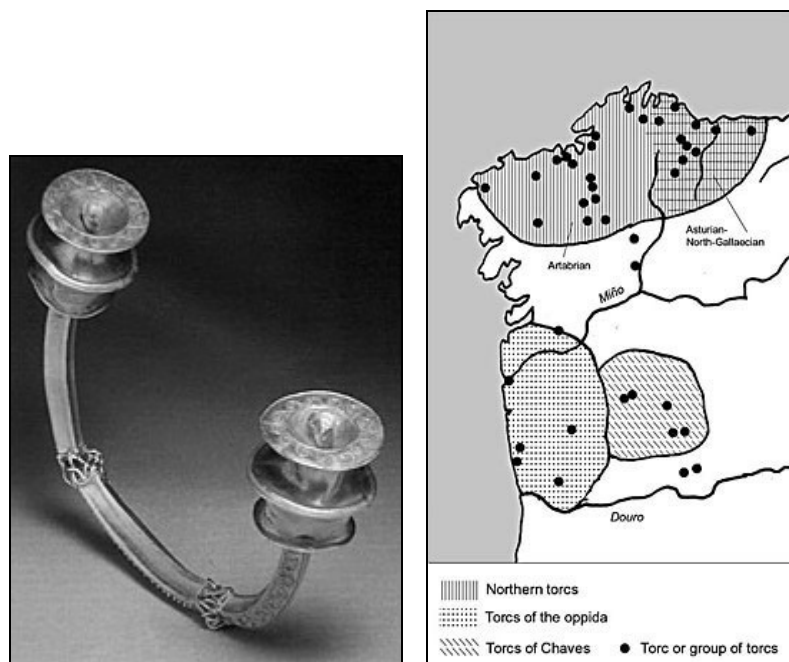 Artabrian
Asturian-
North-Gallaecian
Miño
Douro
Northern torcs
Torcs of the oppida
Torcs of Chaves
Torc or group of torcs